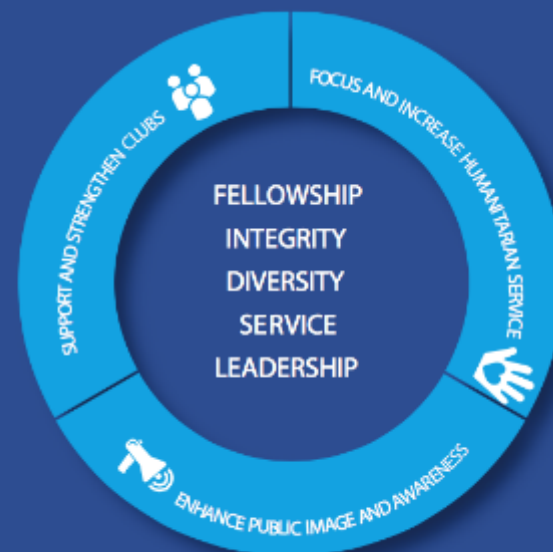 SUPPORT AND STRENGTHEN CLUBS
FOCUS AND INCREASE HUMANITARIAN SERVICE
FELLOWSHIP
INTEGRITY
DIVERSITY
SERVICE
LEADERSHIP
ENHANCE PUBLIC IMAGE AND AWARENESS